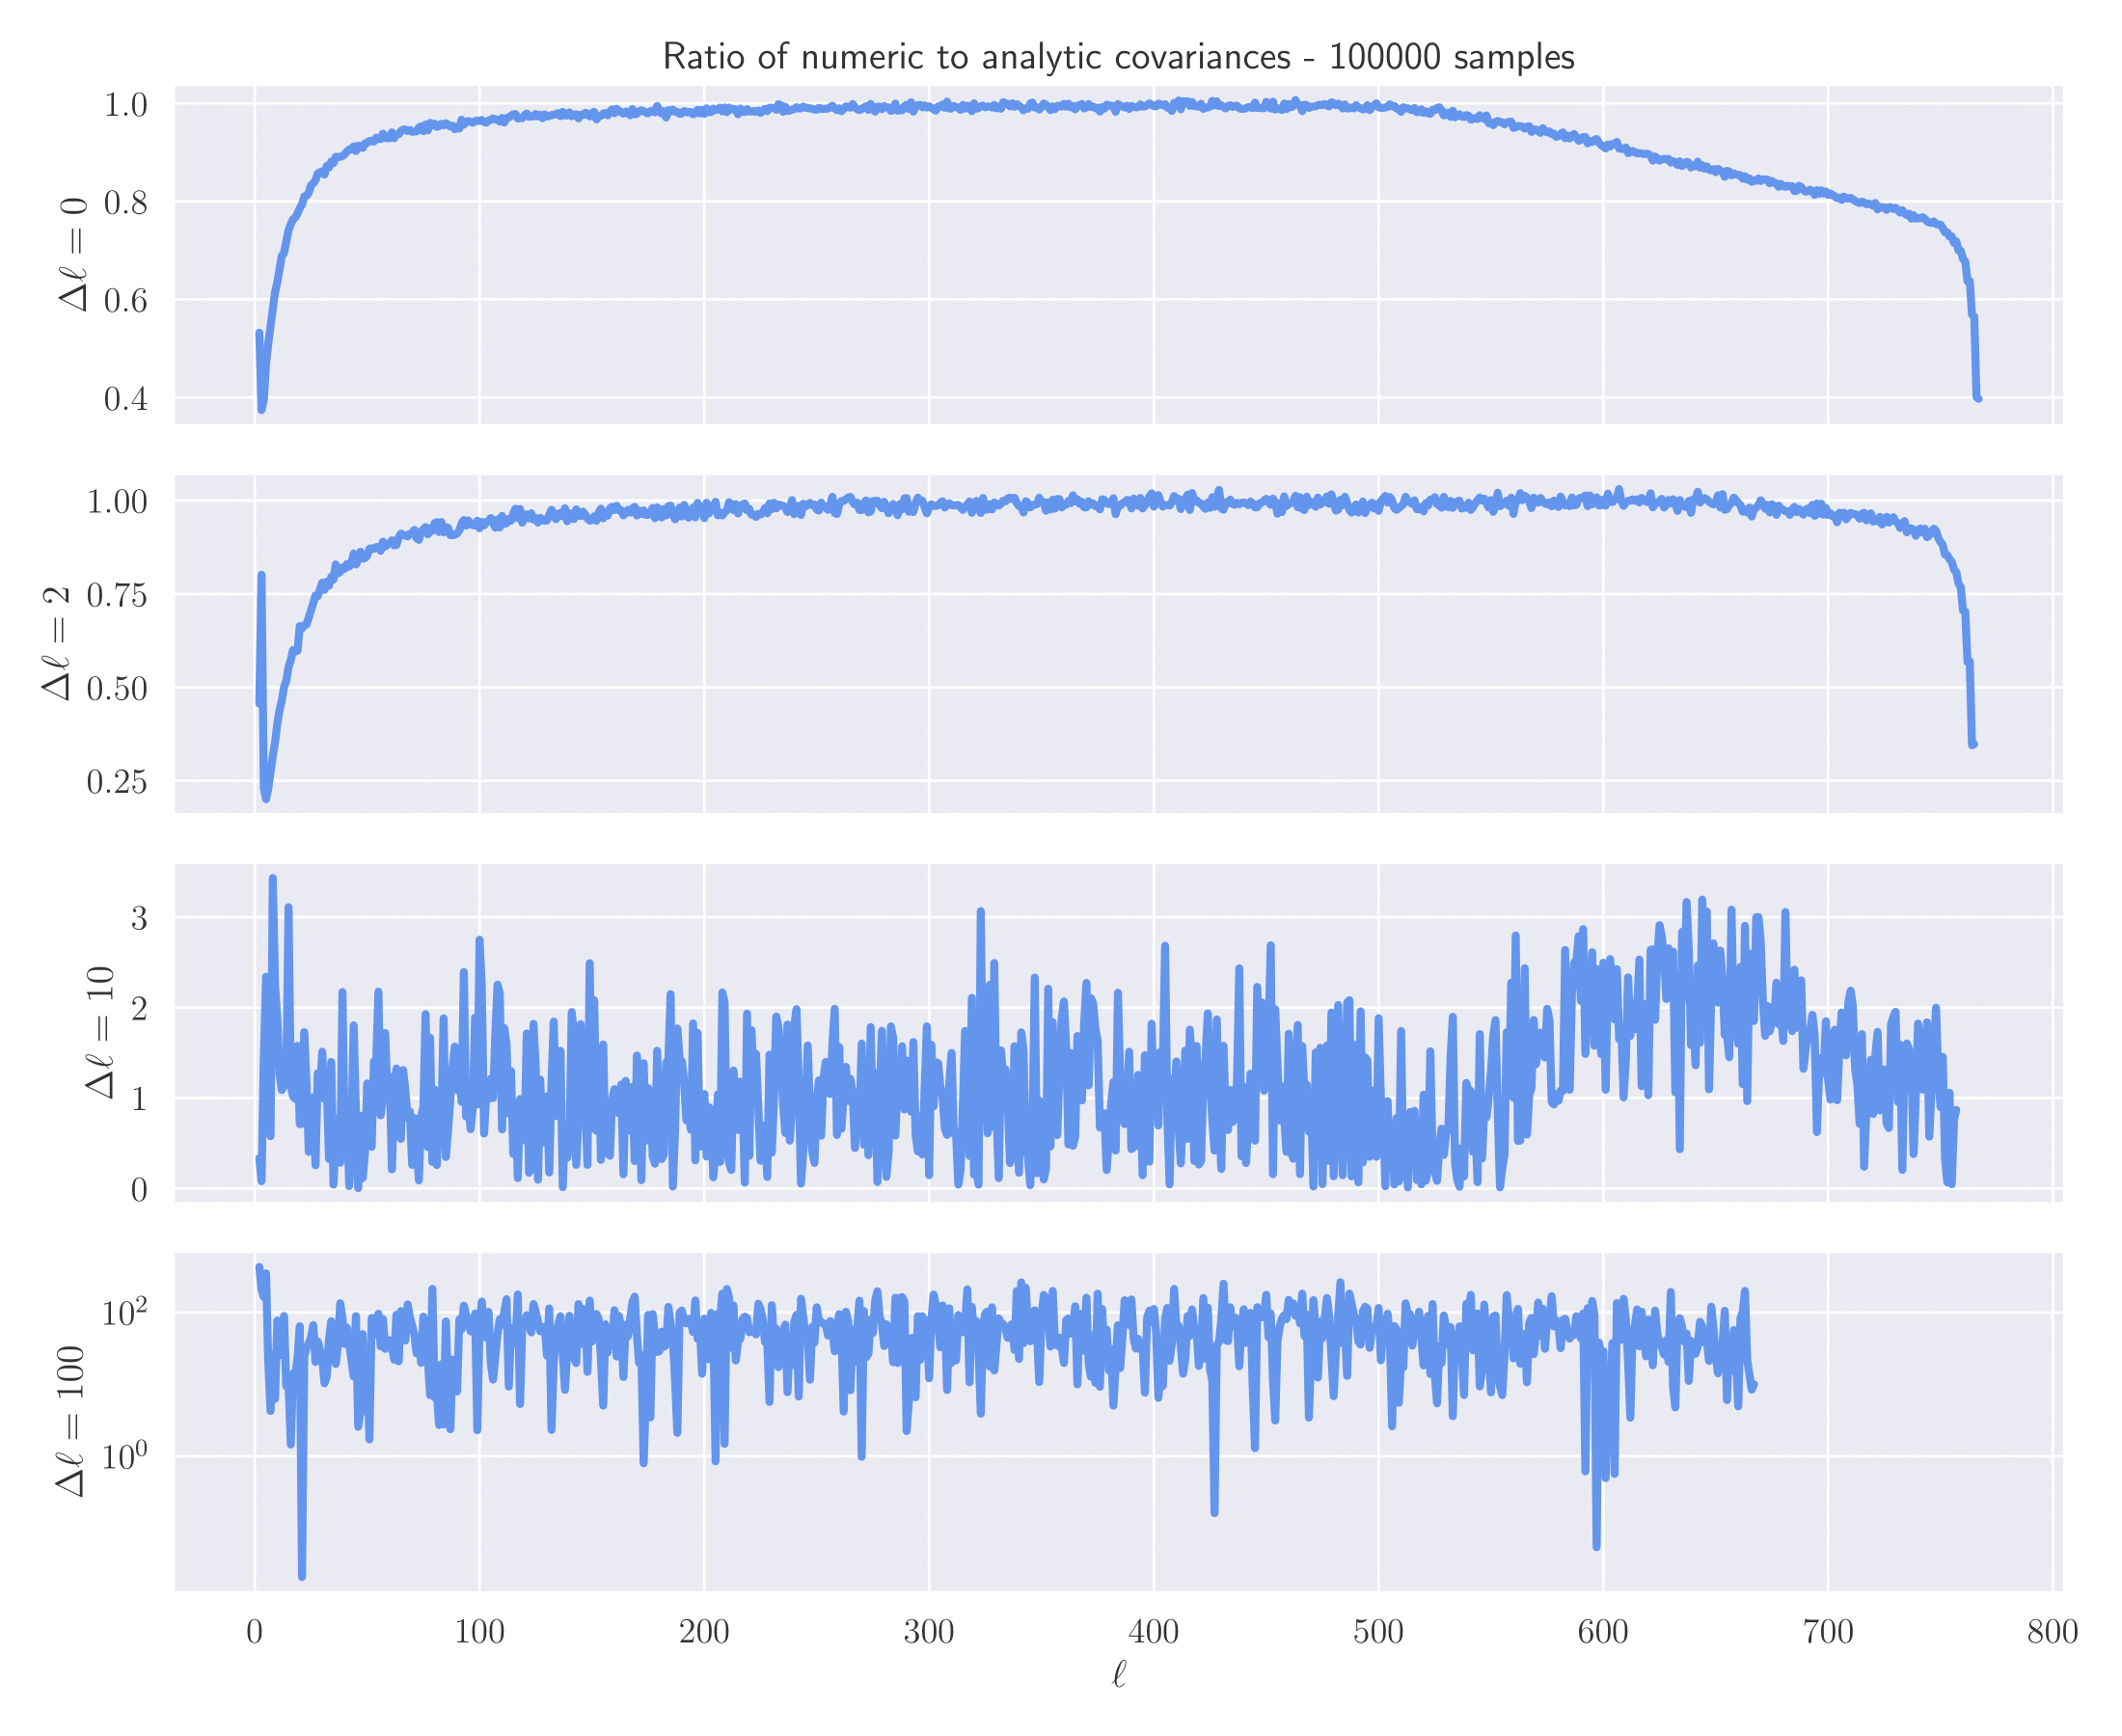 Ratio of numeric to analytic covariances - 100000 samples
Δℓ = 0
1.0
0.8
0.6
0.4
Δℓ = 2
1.00
0.75
0.50
0.25
Δℓ = 10
3
2
1
0
Δℓ = 100
10²
10⁰
0 100 200 300 400 500 600 700 800
ℓ